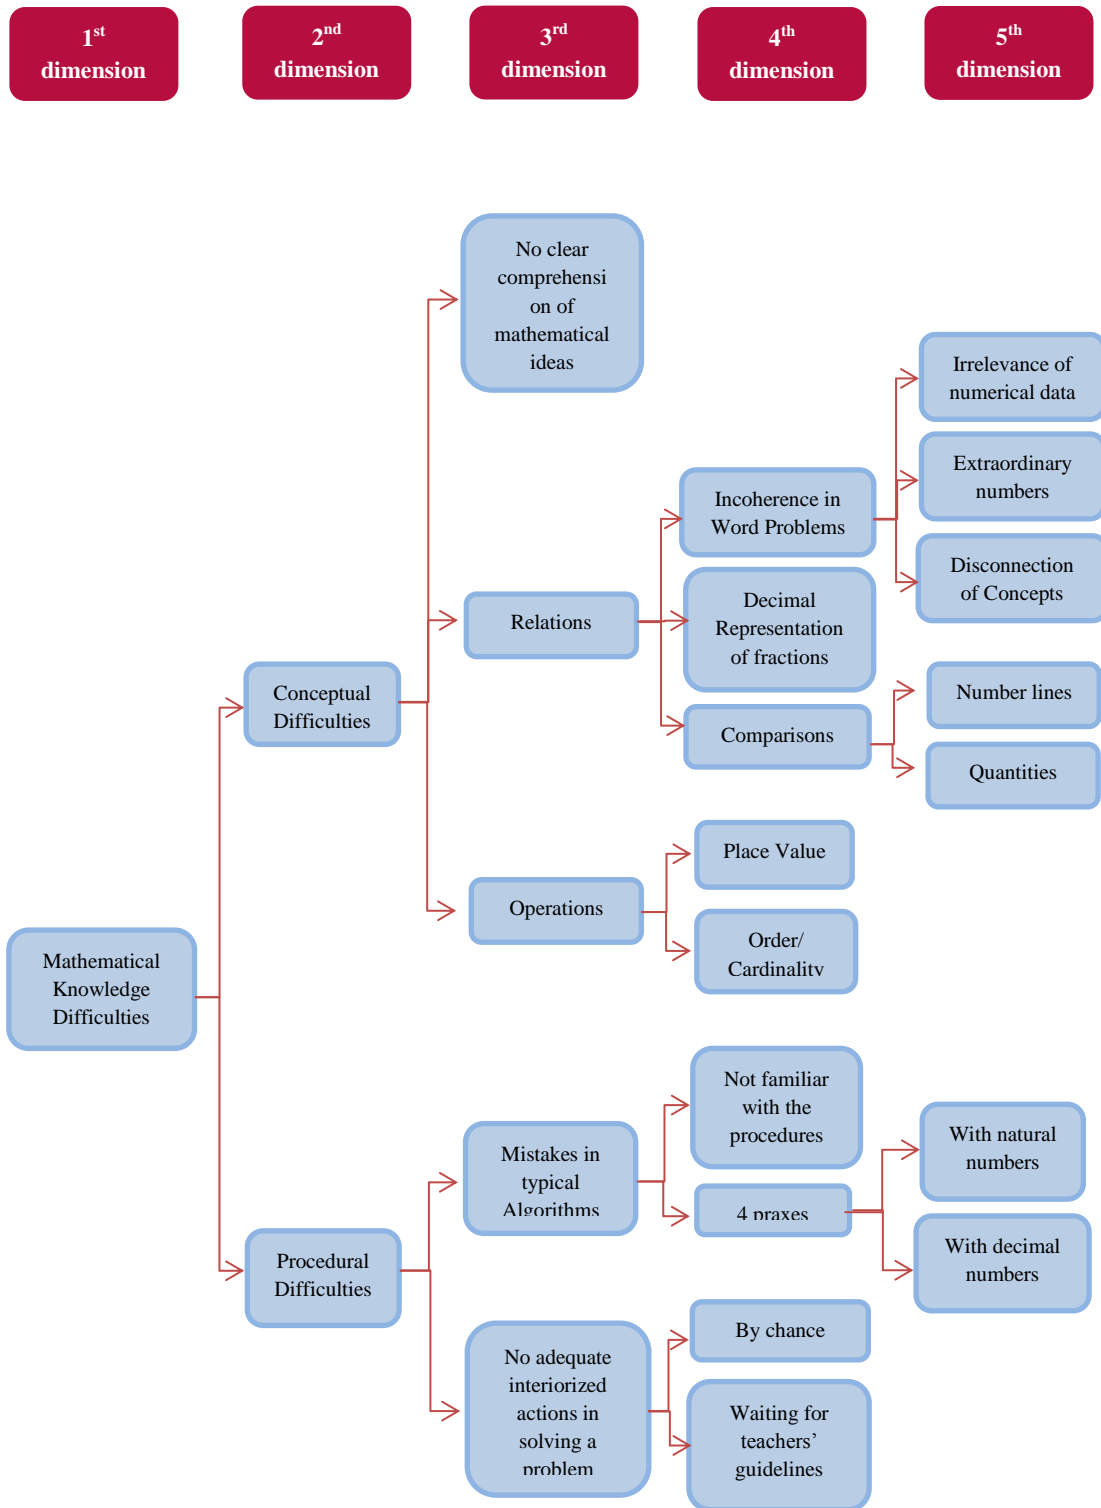 1st
dimension
2nd
dimension
3rd
dimension
4th
dimension
5th
dimension
No clear
comprehensi
on of
mathematical
ideas
Irrelevance of
numerical data
Extraordinary
numbers
Incoherence in
Word Problems
Disconnection
of Concepts
Decimal
Representation
of fractions
Relations
Conceptual
Difficulties
Number lines
Comparisons
Quantities
Place Value
Operations
Order/
Cardinality
Mathematical
Knowledge
Difficulties
Not familiar
with the
procedures
With natural
numbers
Mistakes in
typical
Algorithms
4 praxes
Procedural
Difficulties
With decimal
numbers
By chance
No adequate
interiorized
actions in
solving a
problem
Waiting for
teachers’
guidelines